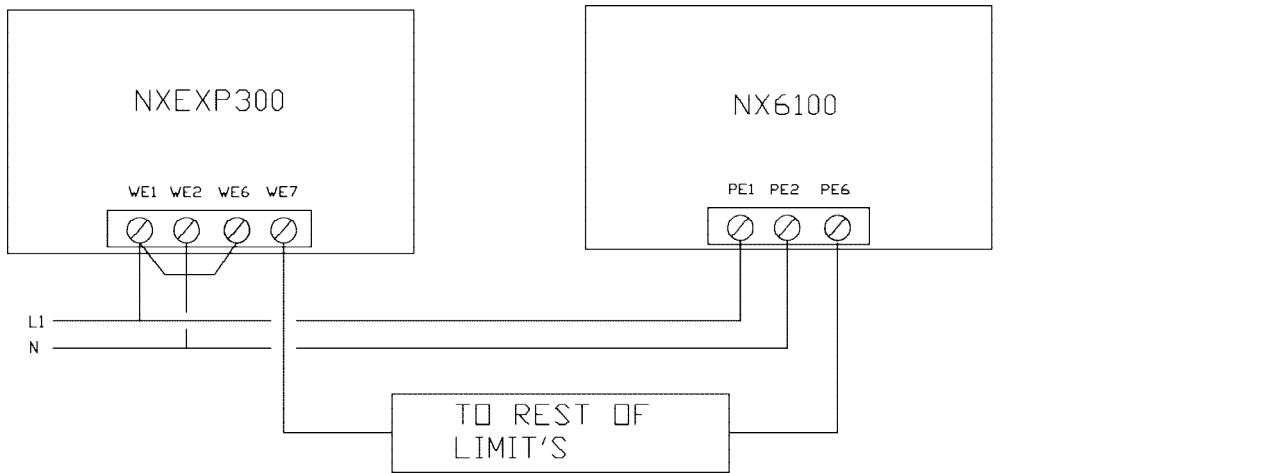 NXEXP300
NX6100
WE1 WE2 WE6 WE7
PE1 PE2 PE6
L1
N
TO REST OF
LIMIT'S